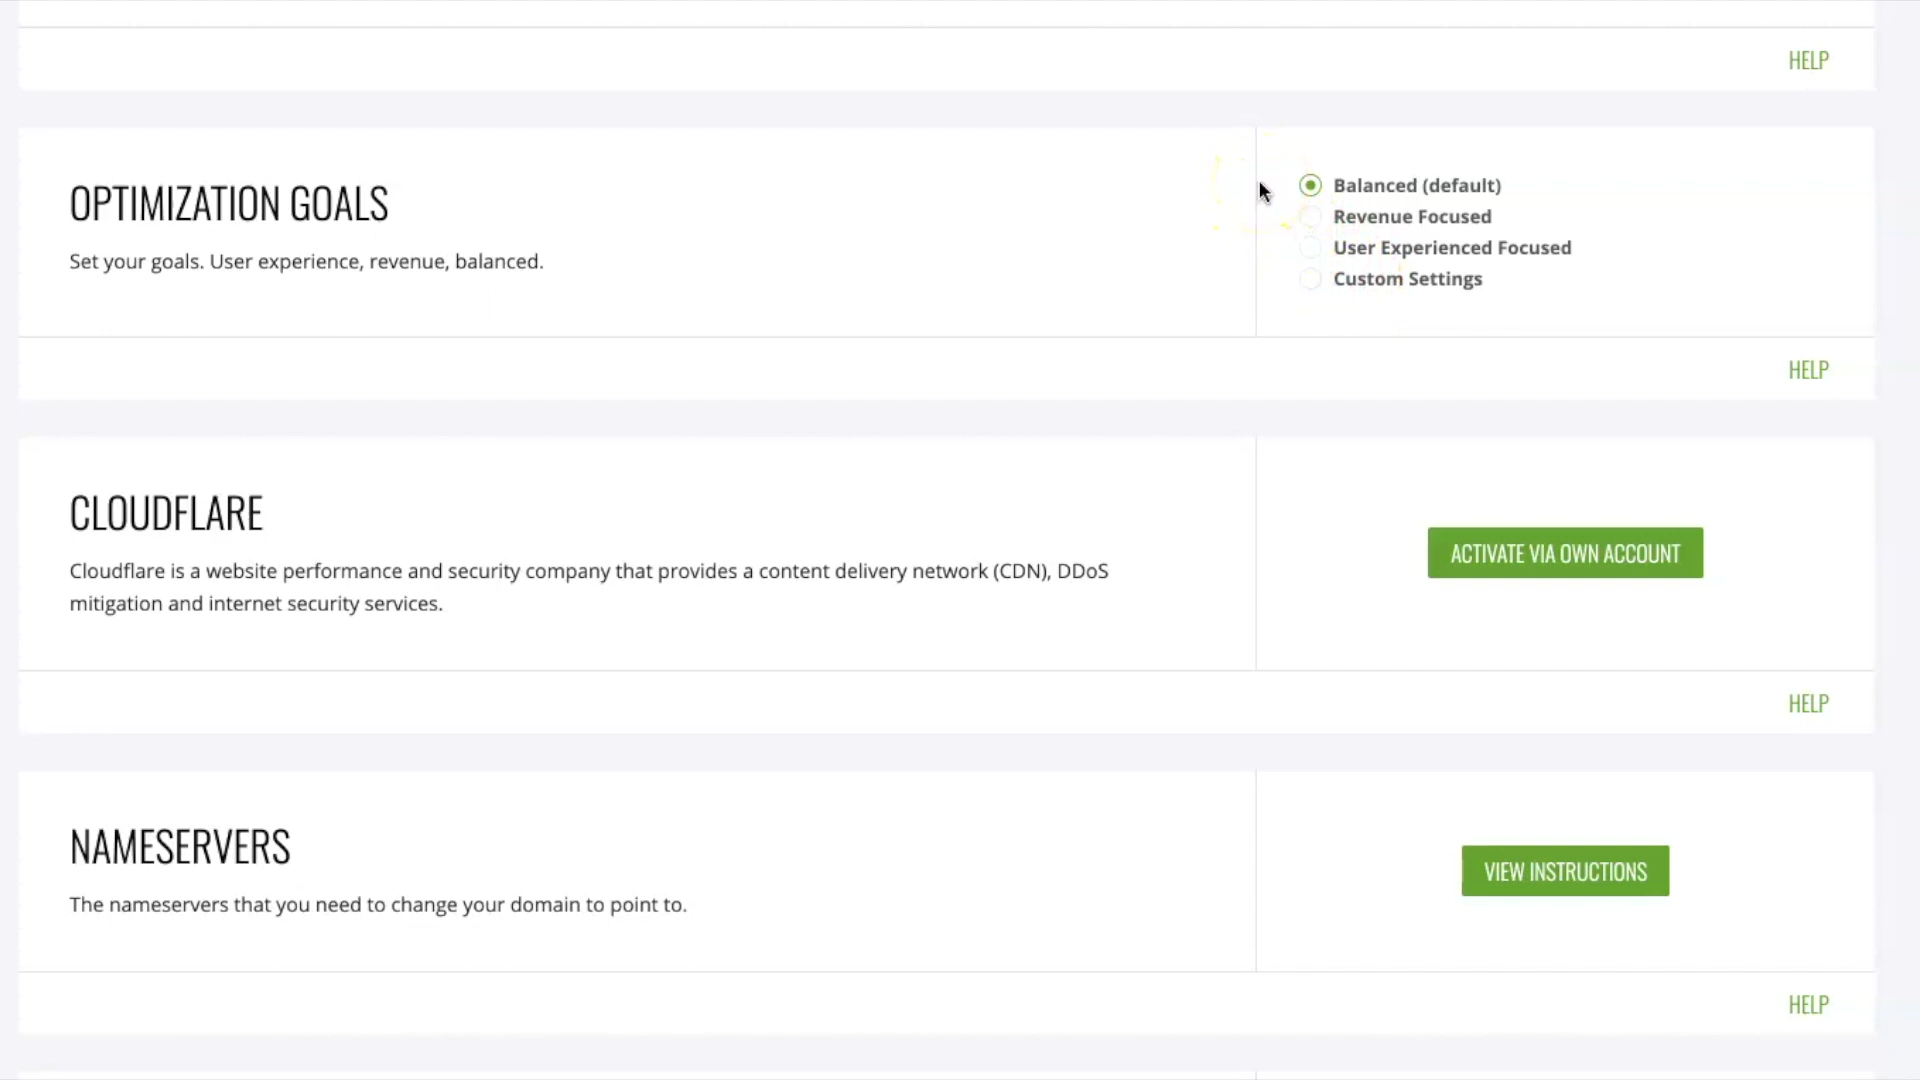 HELP
OPTIMIZATION GOALS
Set your goals. User experience, revenue, balanced.
Balanced (default)
Revenue Focused
User Experienced Focused
Custom Settings
HELP
CLOUDFLARE
Cloudflare is a website performance and security company that provides a content delivery network (CDN), DDoS
mitigation and internet security services.
ACTIVATE VIA OWN ACCOUNT
HELP
NAMESERVERS
The nameservers that you need to change your domain to point to.
VIEW INSTRUCTIONS
HELP